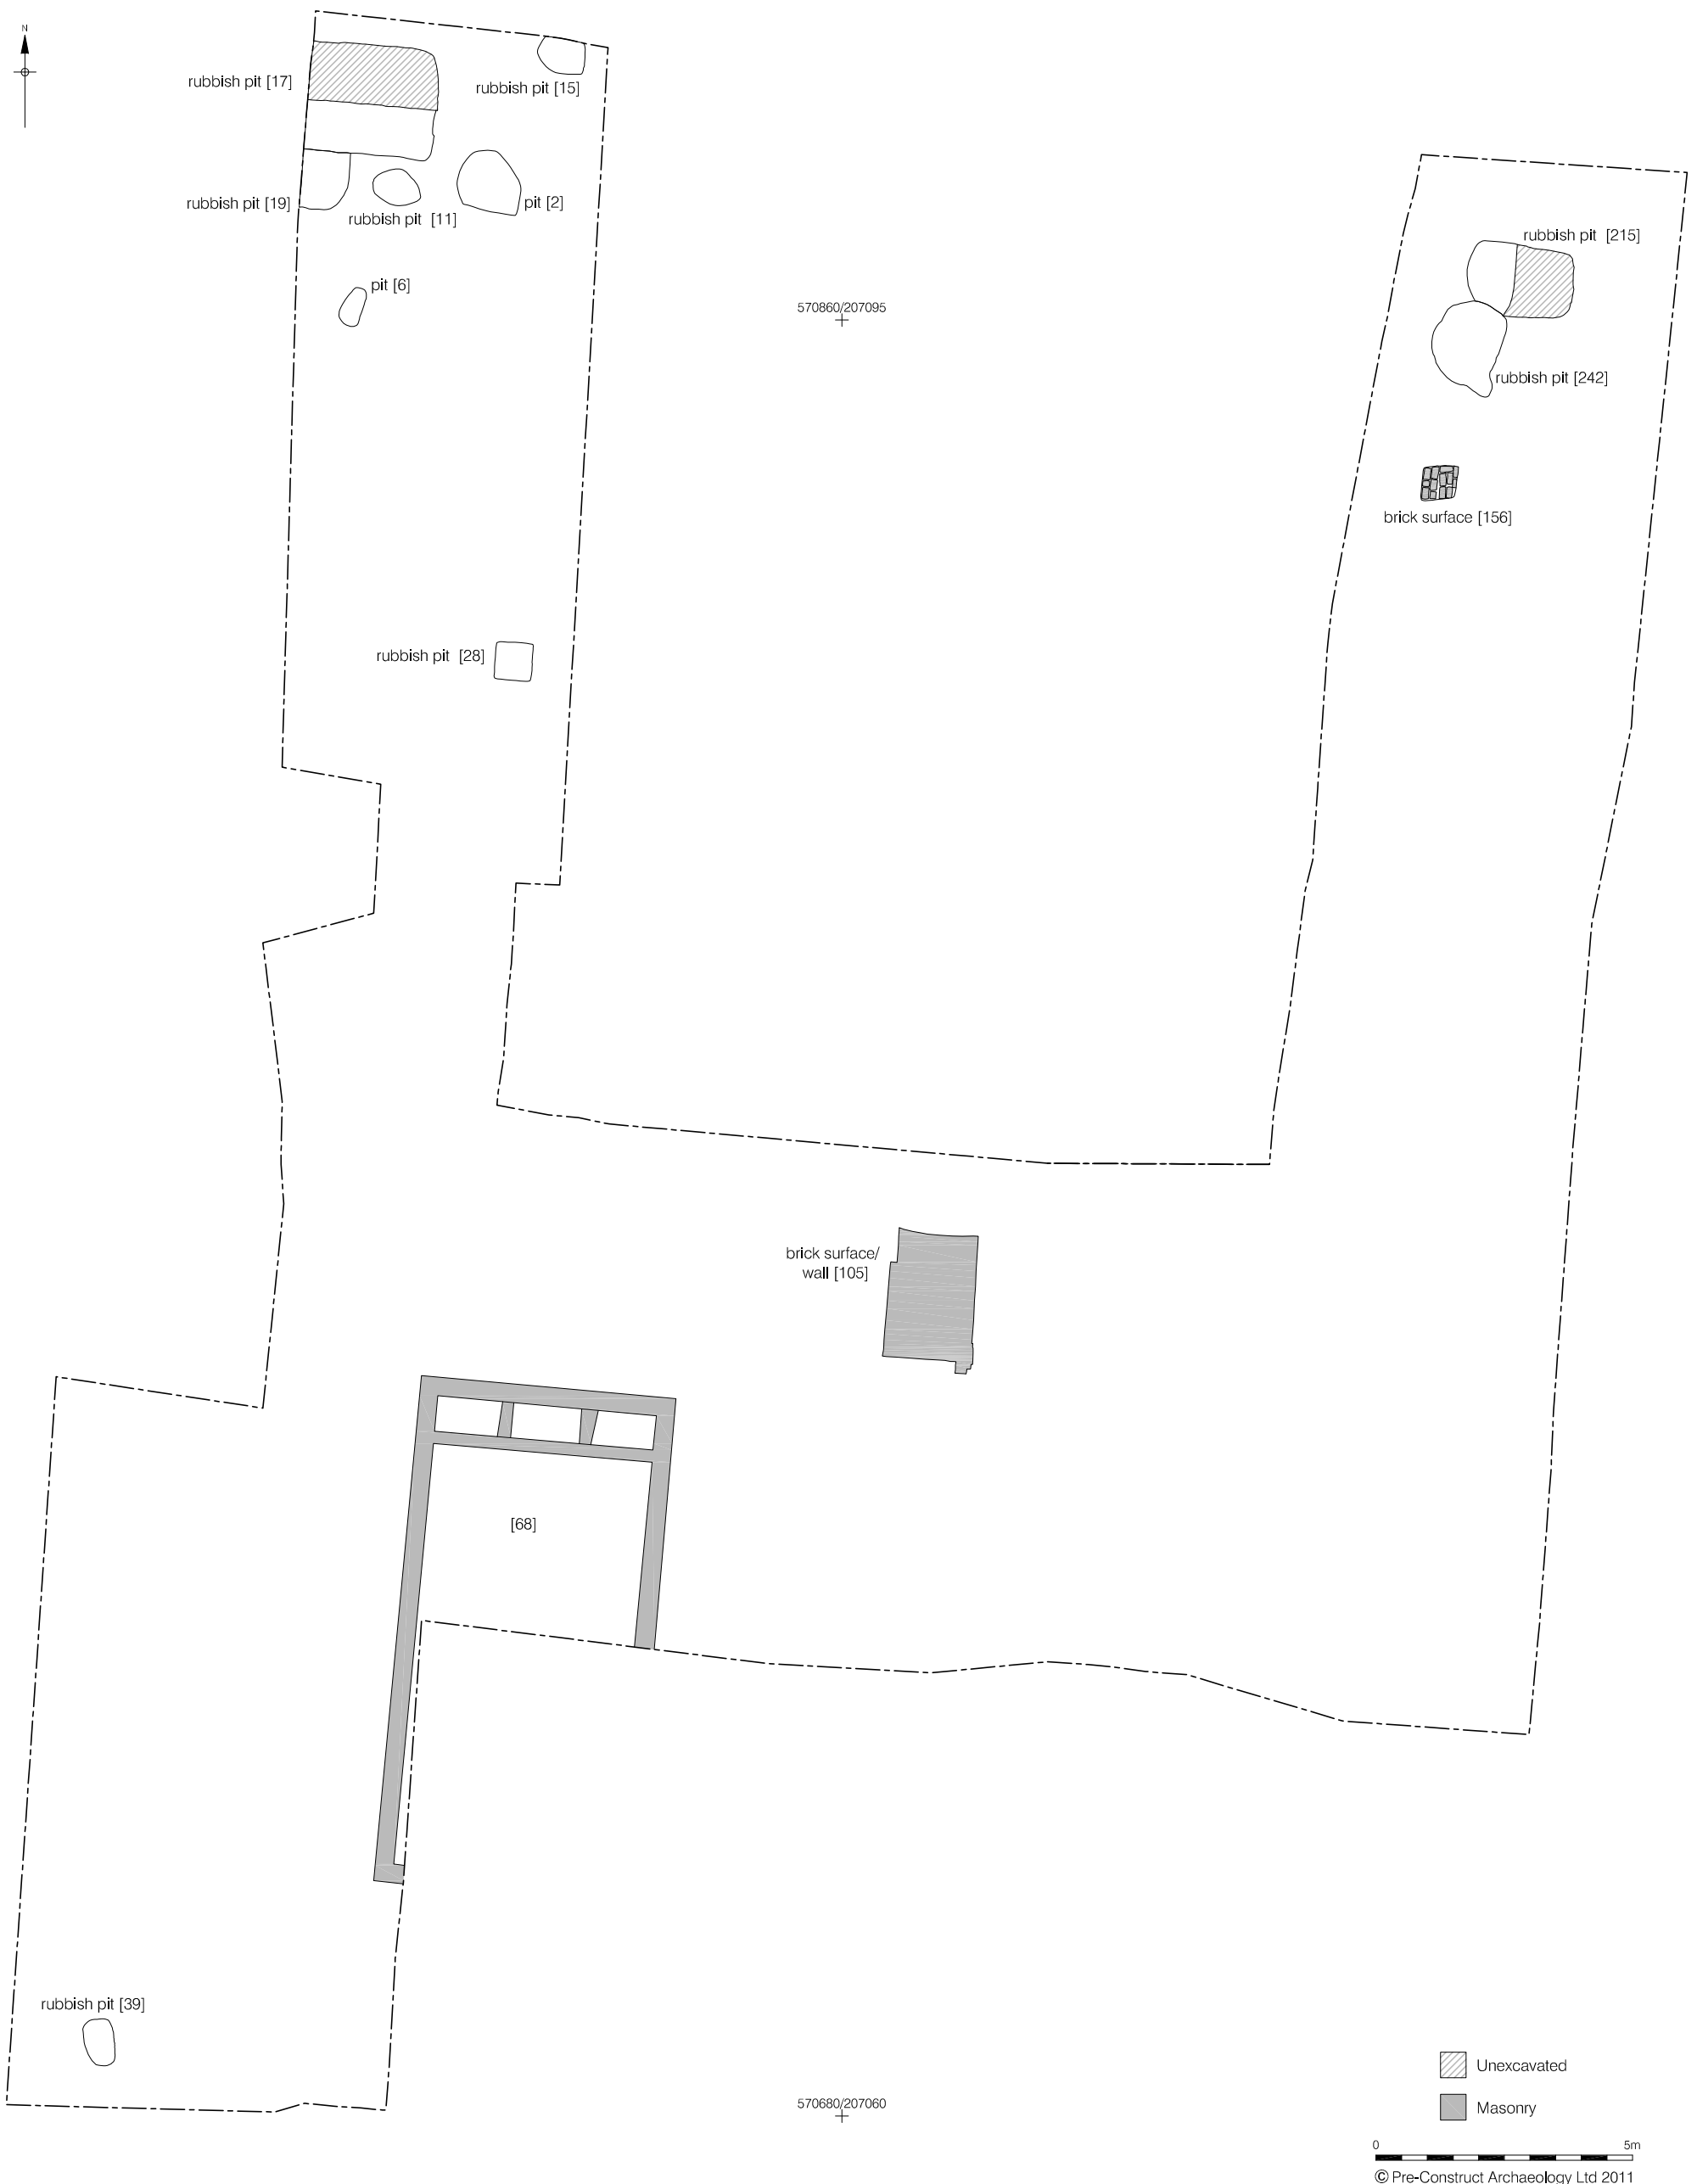 N
rubbish pit [17]
rubbish pit [15]
rubbish pit [19]
rubbish pit [11]
pit [2]
rubbish pit [215]
pit [6]
570860/207095
rubbish pit [242]
brick surface [156]
rubbish pit [28]
brick surface/
wall [105]
[68]
rubbish pit [39]
570680/207060
Unexcavated
Masonry
0 5m
© Pre-Construct Archaeology Ltd 2011